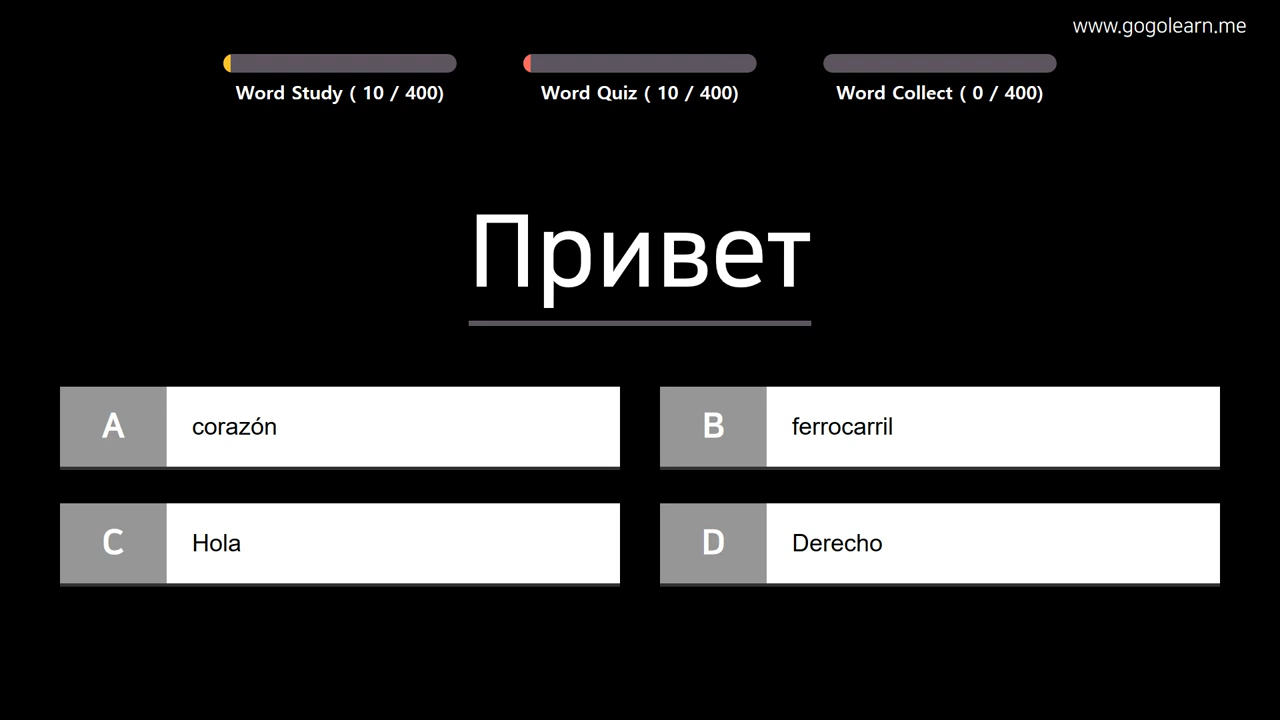 www.gogolearn.me
Word Study ( 10 / 400)
Word Quiz ( 10 / 400)
Word Collect ( 0 / 400)
Привет
A corazón
B ferrocarril
C Hola
D Derecho